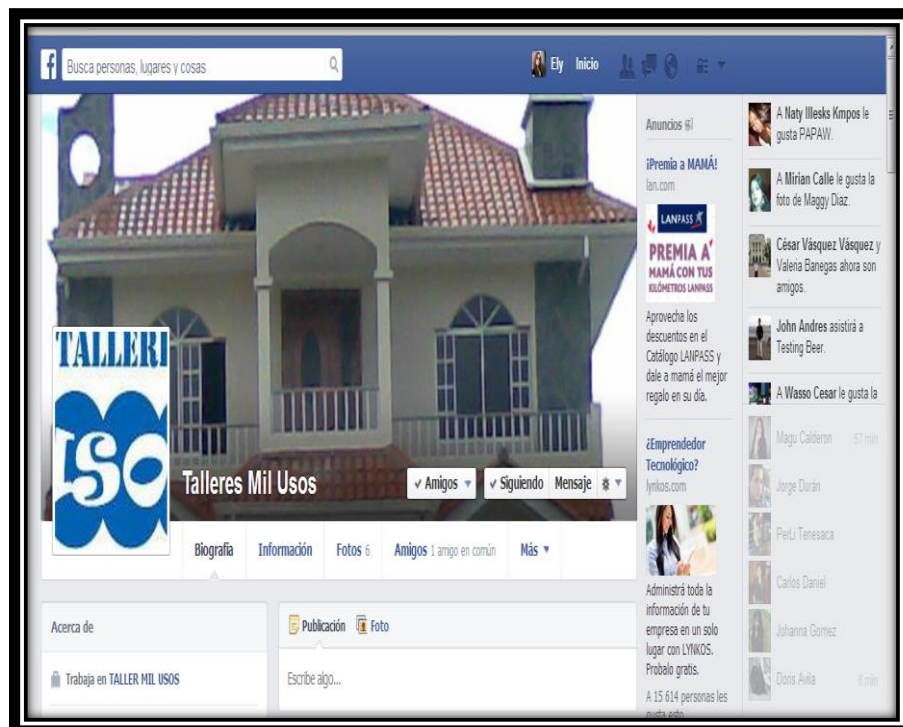 Busca personas, lugares y cosas
Ely Inicio
TALLERI
LSO
Talleres Mil Usos
✓ Amigos
✓ Siguiendo
Mensaje
Biografía
Información
Fotos 6
Amigos 1 amigo en común
Más
Acerca de
Trabaja en TALLER MIL USOS
Publicación
Foto
Escribe algo...
Anuncios
¡Premia a MAMÁ!
lan.com
LANPASS
PREMIA A
MAMÁ CON TUS
KILÓMETROS LANPASS
Aprovecha los
descuentos en el
Catálogo LANPASS y
dale a mamá el mejor
regalo en su día.
¿Emprendedor
Tecnológico?
lynkos.com
Administrá toda la
información de tu
empresa en un solo
lugar con LYNKOS.
Probalo gratis.
A 15 614 personas les
gusta esto
A Naty Illesks Kmpos le
gusta PAPAW.
A Mirian Calle le gusta la
foto de Maggy Diaz.
César Vásquez Vásquez y
Valeria Banegas ahora son
amigos.
John Andres asistirá a
Testing Beer.
A Wasso Cesar le gusta la
Magu Calderon 57 min
Jorge Durán
PerLi Tenesaca
Carlos Daniel
Johanna Gomez
Doris Avila 6 min